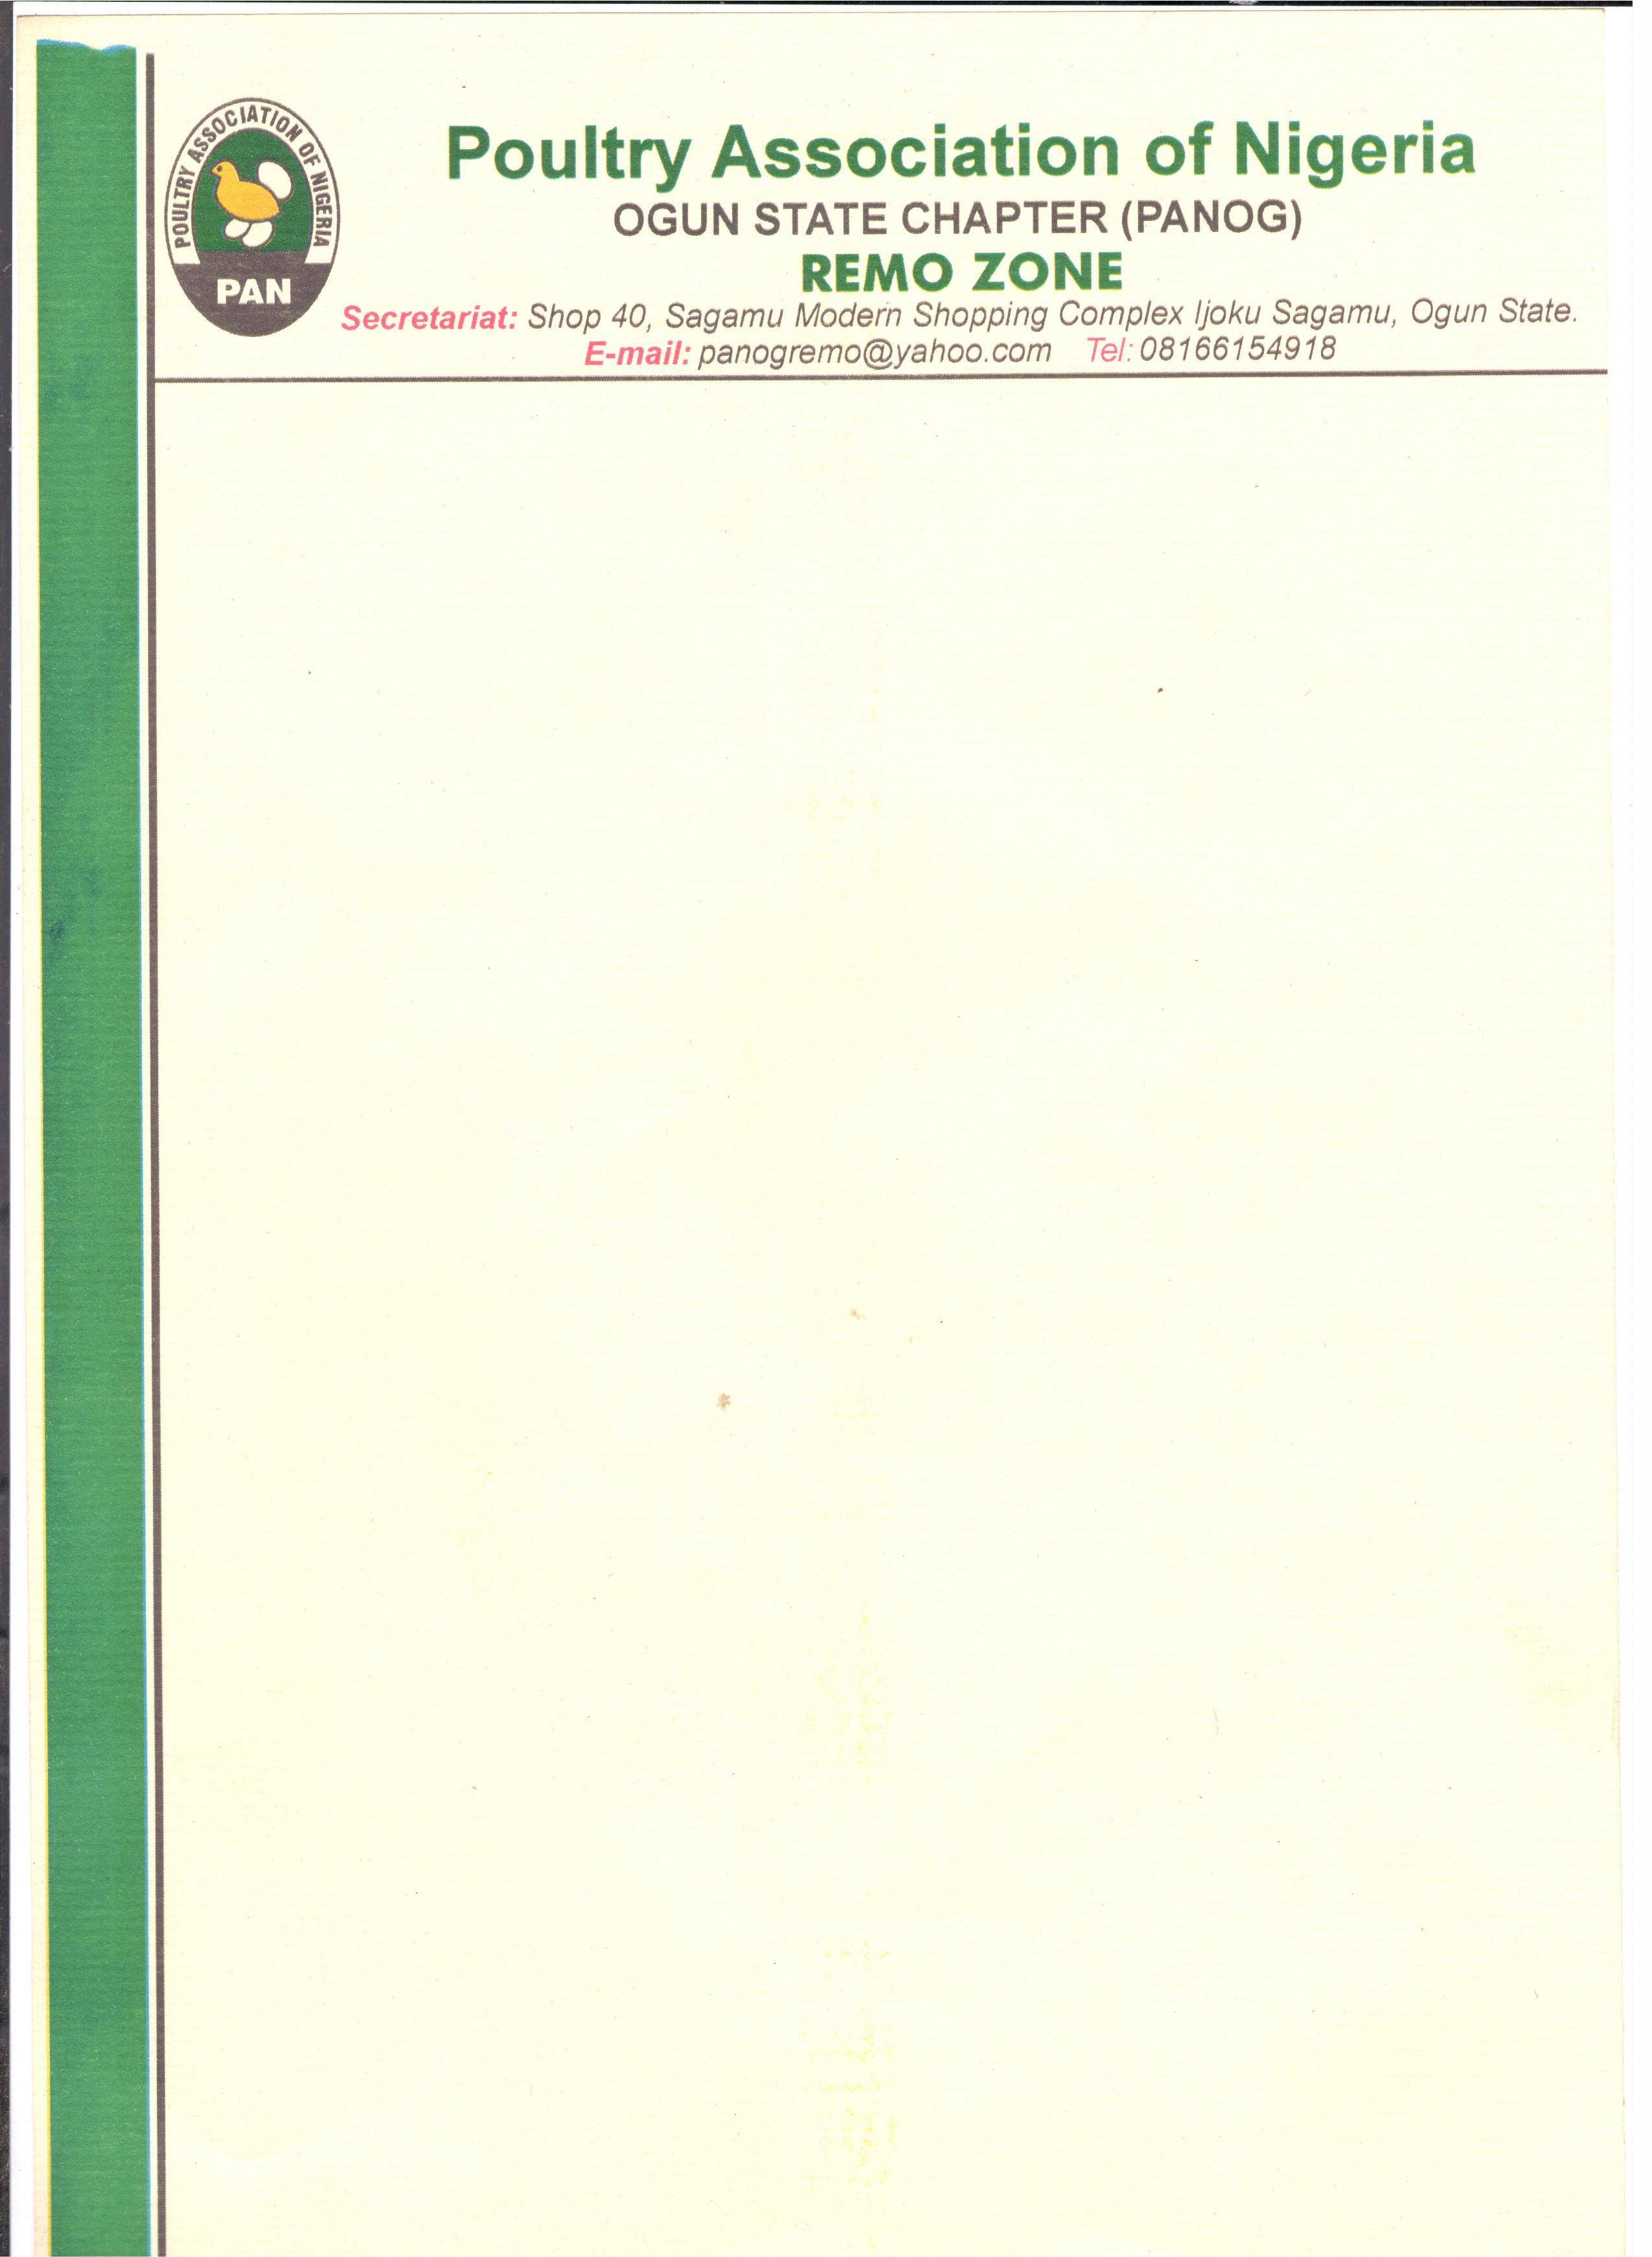 POULTRY ASSOCIATION OF NIGERIA
PAN
Poultry Association of Nigeria
OGUN STATE CHAPTER (PANOG)
REMO ZONE
Secretariat: Shop 40, Sagamu Modern Shopping Complex Ijoku Sagamu, Ogun State.
E-mail: panogremo@yahoo.com Tel: 08166154918